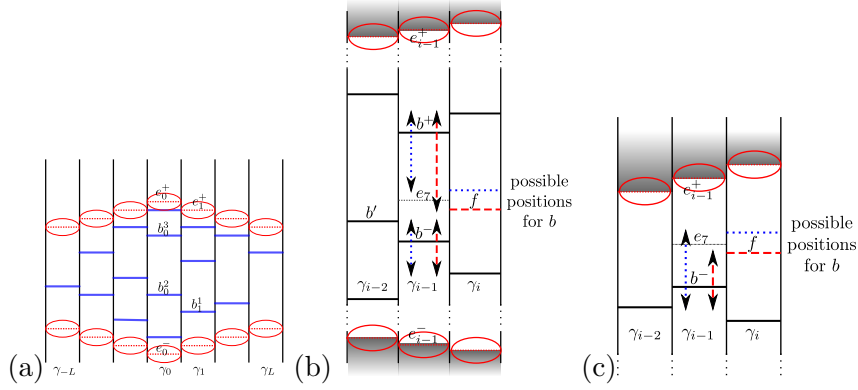 (a)
e_0^+
e_1^+
b_0^3
b_0^2
b_1^1
e_0^-
γ_{-L}
γ_0
γ_1
γ_L
(b)
e_{i-1}^+
b^+
e_7
b'
f
b^-
γ_{i-2}
γ_{i-1}
γ_i
e_{i-1}^-
possible
positions
for b
(c)
e_{i-1}^+
e_7
f
b^-
γ_{i-2}
γ_{i-1}
γ_i
possible
positions
for b